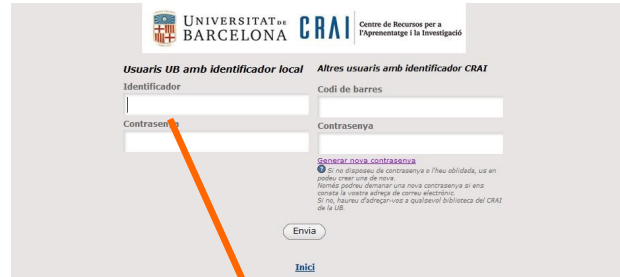 UNIVERSITAT DE
BARCELONA
CRAI
Centre de Recursos per a
l'Aprenentatge i la Investigació
Usuaris UB amb identificador local
Identificador
Contrasenya
Altres usuaris amb identificador CRAI
Codi de barres
Contrasenya
Generar nova contrasenya
Si no disposeu de contrasenya o l'heu oblidada, us en
podeu crear una de nova.
Només podreu demanar una nova contrasenya si ens
consta la vostra adreça de correu electrònic.
Si no, haureu d'adreçar-vos a qualsevol biblioteca del CRAI
de la UB.
Envia
Inici